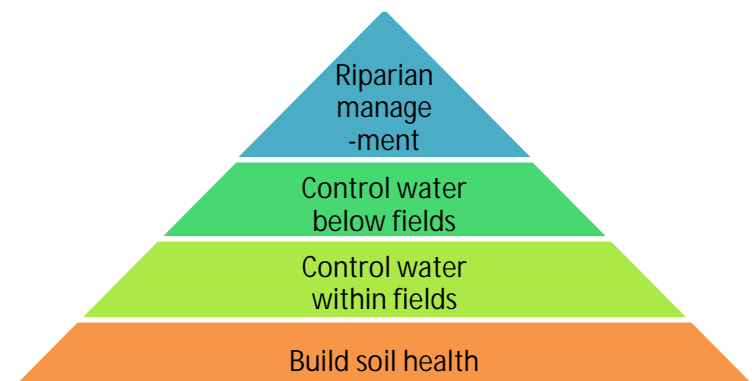 Riparian
manage
-ment
Control water
below fields
Control water
within fields
Build soil health